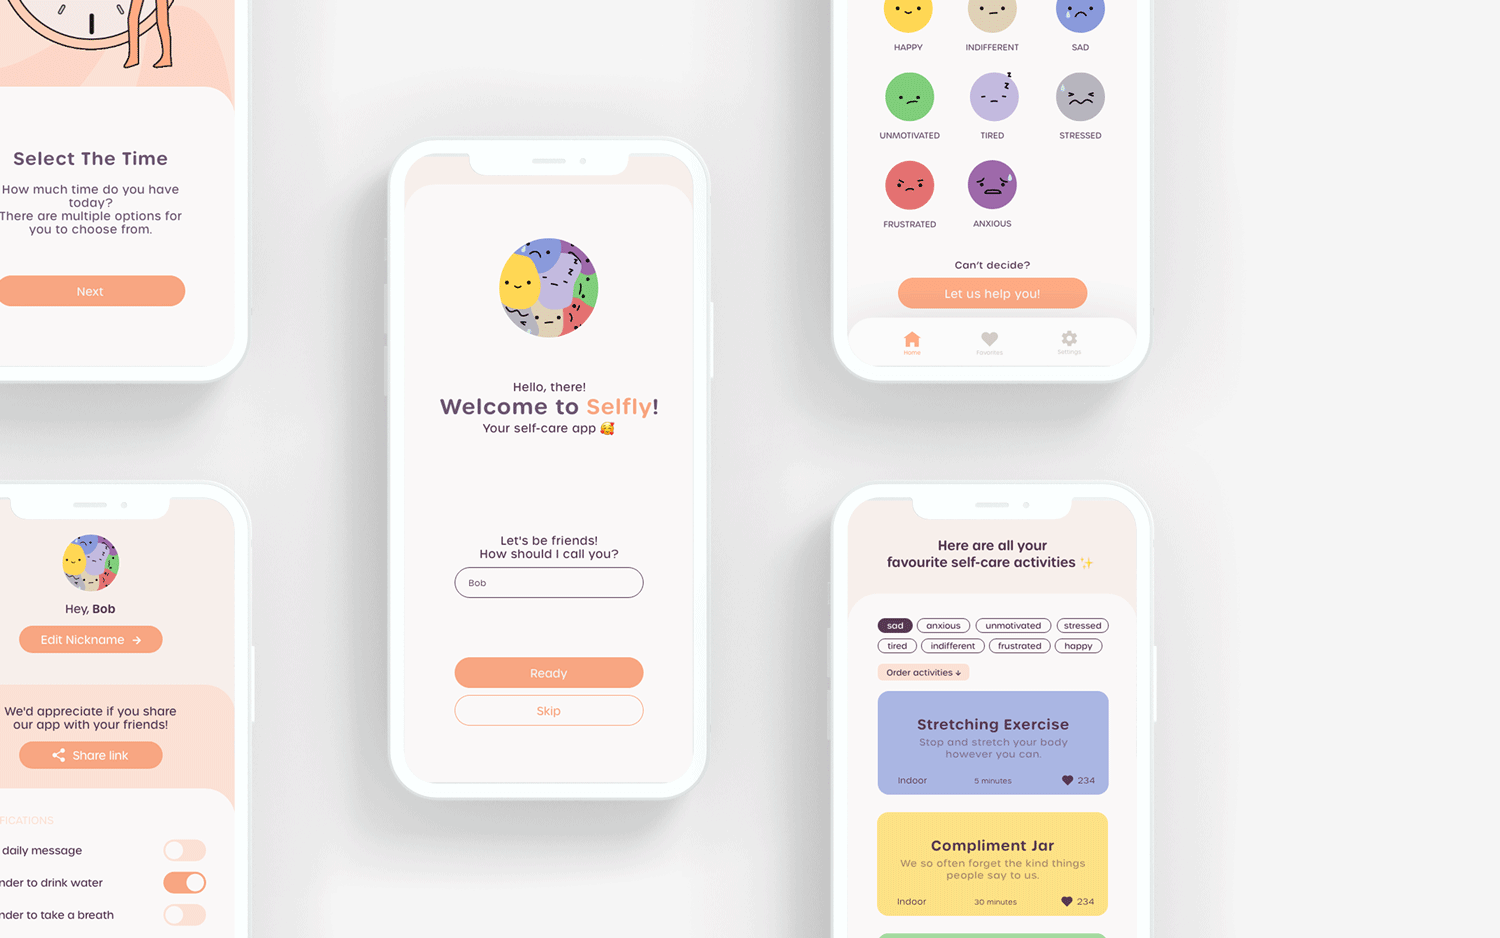 Select The Time
How much time do you have
today?
There are multiple options for
you to choose from.
Next
Hey, Bob
Edit Nickname →
We'd appreciate if you share
our app with your friends!
Share link
FICATIONS
daily message
nder to drink water
nder to take a breath
Hello, there!
Welcome to Selfly!
Your self-care app 🥰
Let's be friends!
How should I call you?
Bob
Ready
Skip
HAPPY INDIFFERENT SAD
z
z
UNMOTIVATED TIRED STRESSED
FRUSTRATED ANXIOUS
Can't decide?
Let us help you!
Home Favorites Settings
Here are all your
favourite self-care activities ✨
sad anxious unmotivated stressed
tired indifferent frustrated happy
Order activities ↓
Stretching Exercise
Stop and stretch your body
however you can.
Indoor 5 minutes 234
Compliment Jar
We so often forget the kind things
people say to us.
Indoor 30 minutes 234